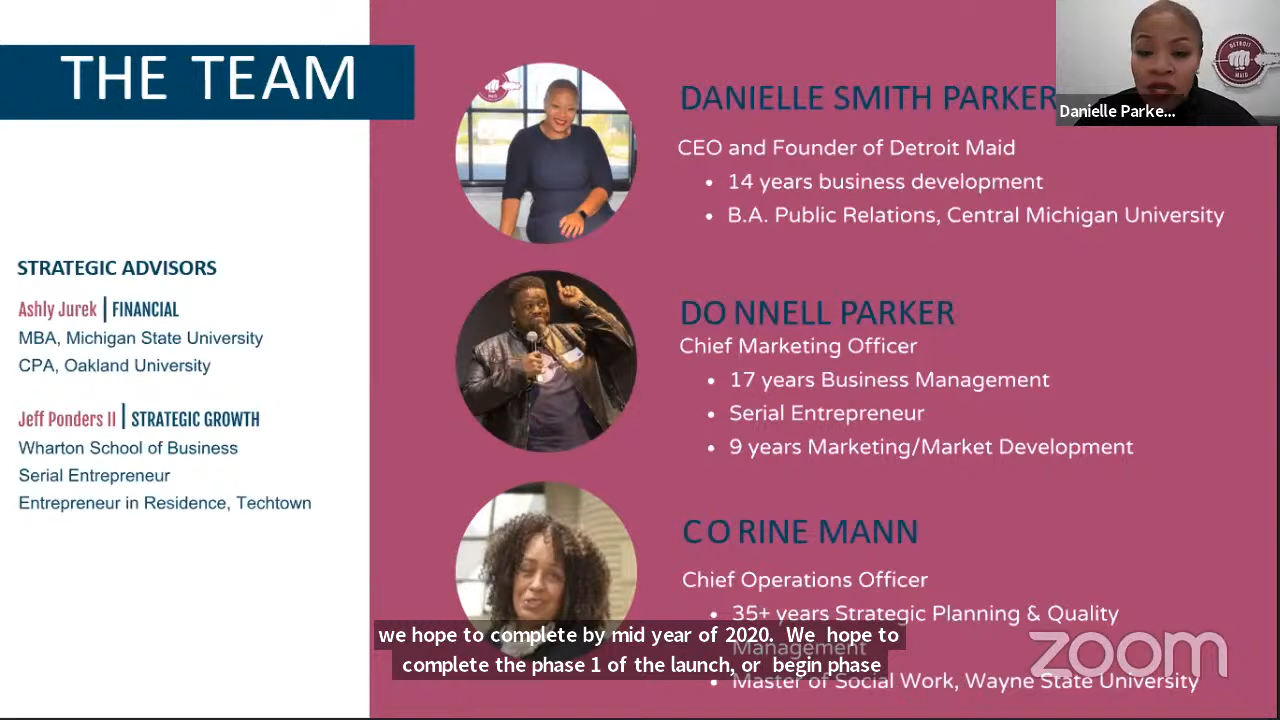 THE TEAM
STRATEGIC ADVISORS
Ashly Jurek | FINANCIAL
MBA, Michigan State University
CPA, Oakland University
Jeff Ponders II | STRATEGIC GROWTH
Wharton School of Business
Serial Entrepreneur
Entrepreneur in Residence, Techtown
DANIELLE SMITH PARKER
CEO and Founder of Detroit Maid
• 14 years business development
• B.A. Public Relations, Central Michigan University
DO NNELL PARKER
Chief Marketing Officer
• 17 years Business Management
• Serial Entrepreneur
• 9 years Marketing/Market Development
CO RINE MANN
Chief Operations Officer
• 35+ years Strategic Planning & Quality
Management
• Master of Social Work, Wayne State University
DETROIT
MAID
Danielle Parke...
we hope to complete by mid year of 2020. We hope to
complete the phase 1 of the launch, or begin phase
zoom